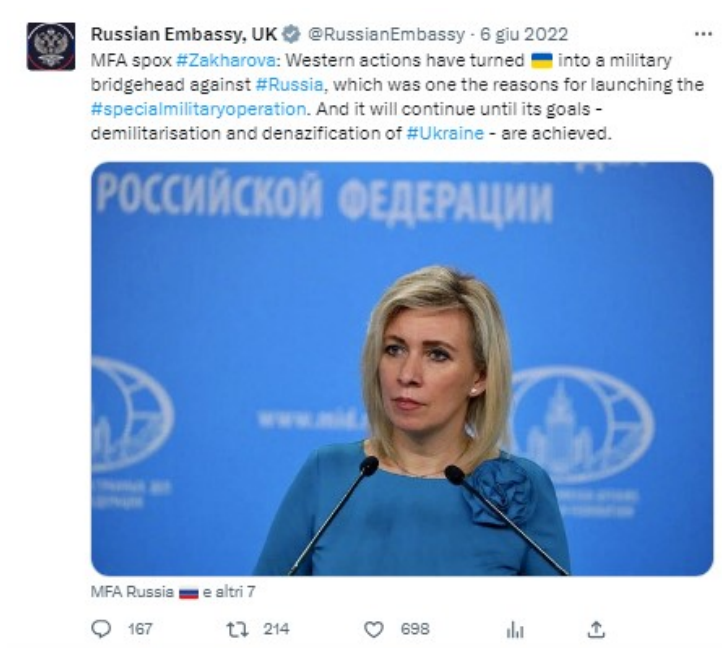 Russian Embassy, UK @RussianEmbassy · 6 giu 2022
MFA spox #Zakharova: Western actions have turned 🇺🇦 into a military
bridgehead against #Russia, which was one the reasons for launching the
#specialmilitaryoperation. And it will continue until its goals -
demilitarisation and denazification of #Ukraine - are achieved.
РОССИЙСКОЙ ФЕДЕРАЦИИ
www.mid.
MFA Russia 🇷🇺 e altri 7
167 214 698